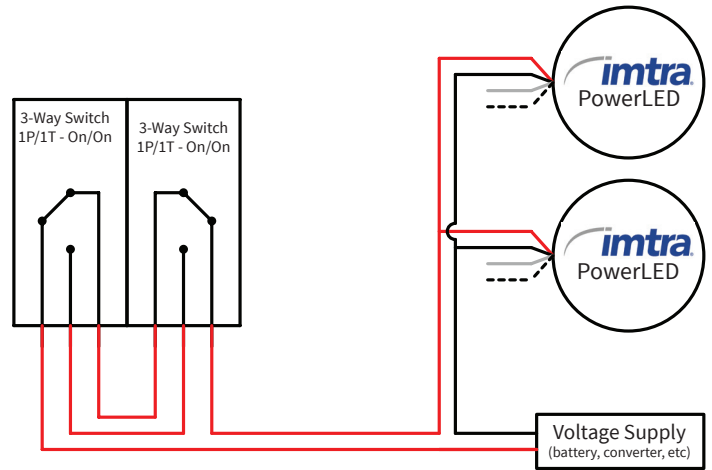 3-Way Switch
1P/1T - On/On
3-Way Switch
1P/1T - On/On
imtra
PowerLED
imtra
PowerLED
Voltage Supply
(battery, converter, etc)